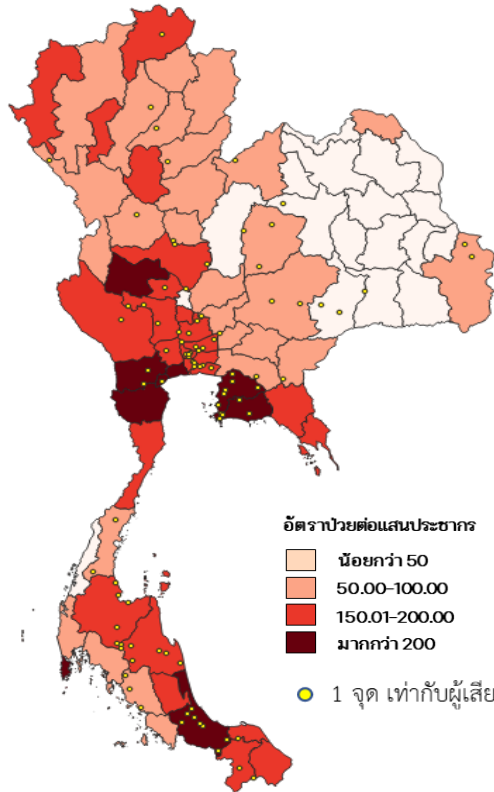 อัตราป่วยต่อแสนประชากร
น้อยกว่า 50
50.00-100.00
150.01-200.00
มากกว่า 200
1 จุด เท่ากับผู้เสีย